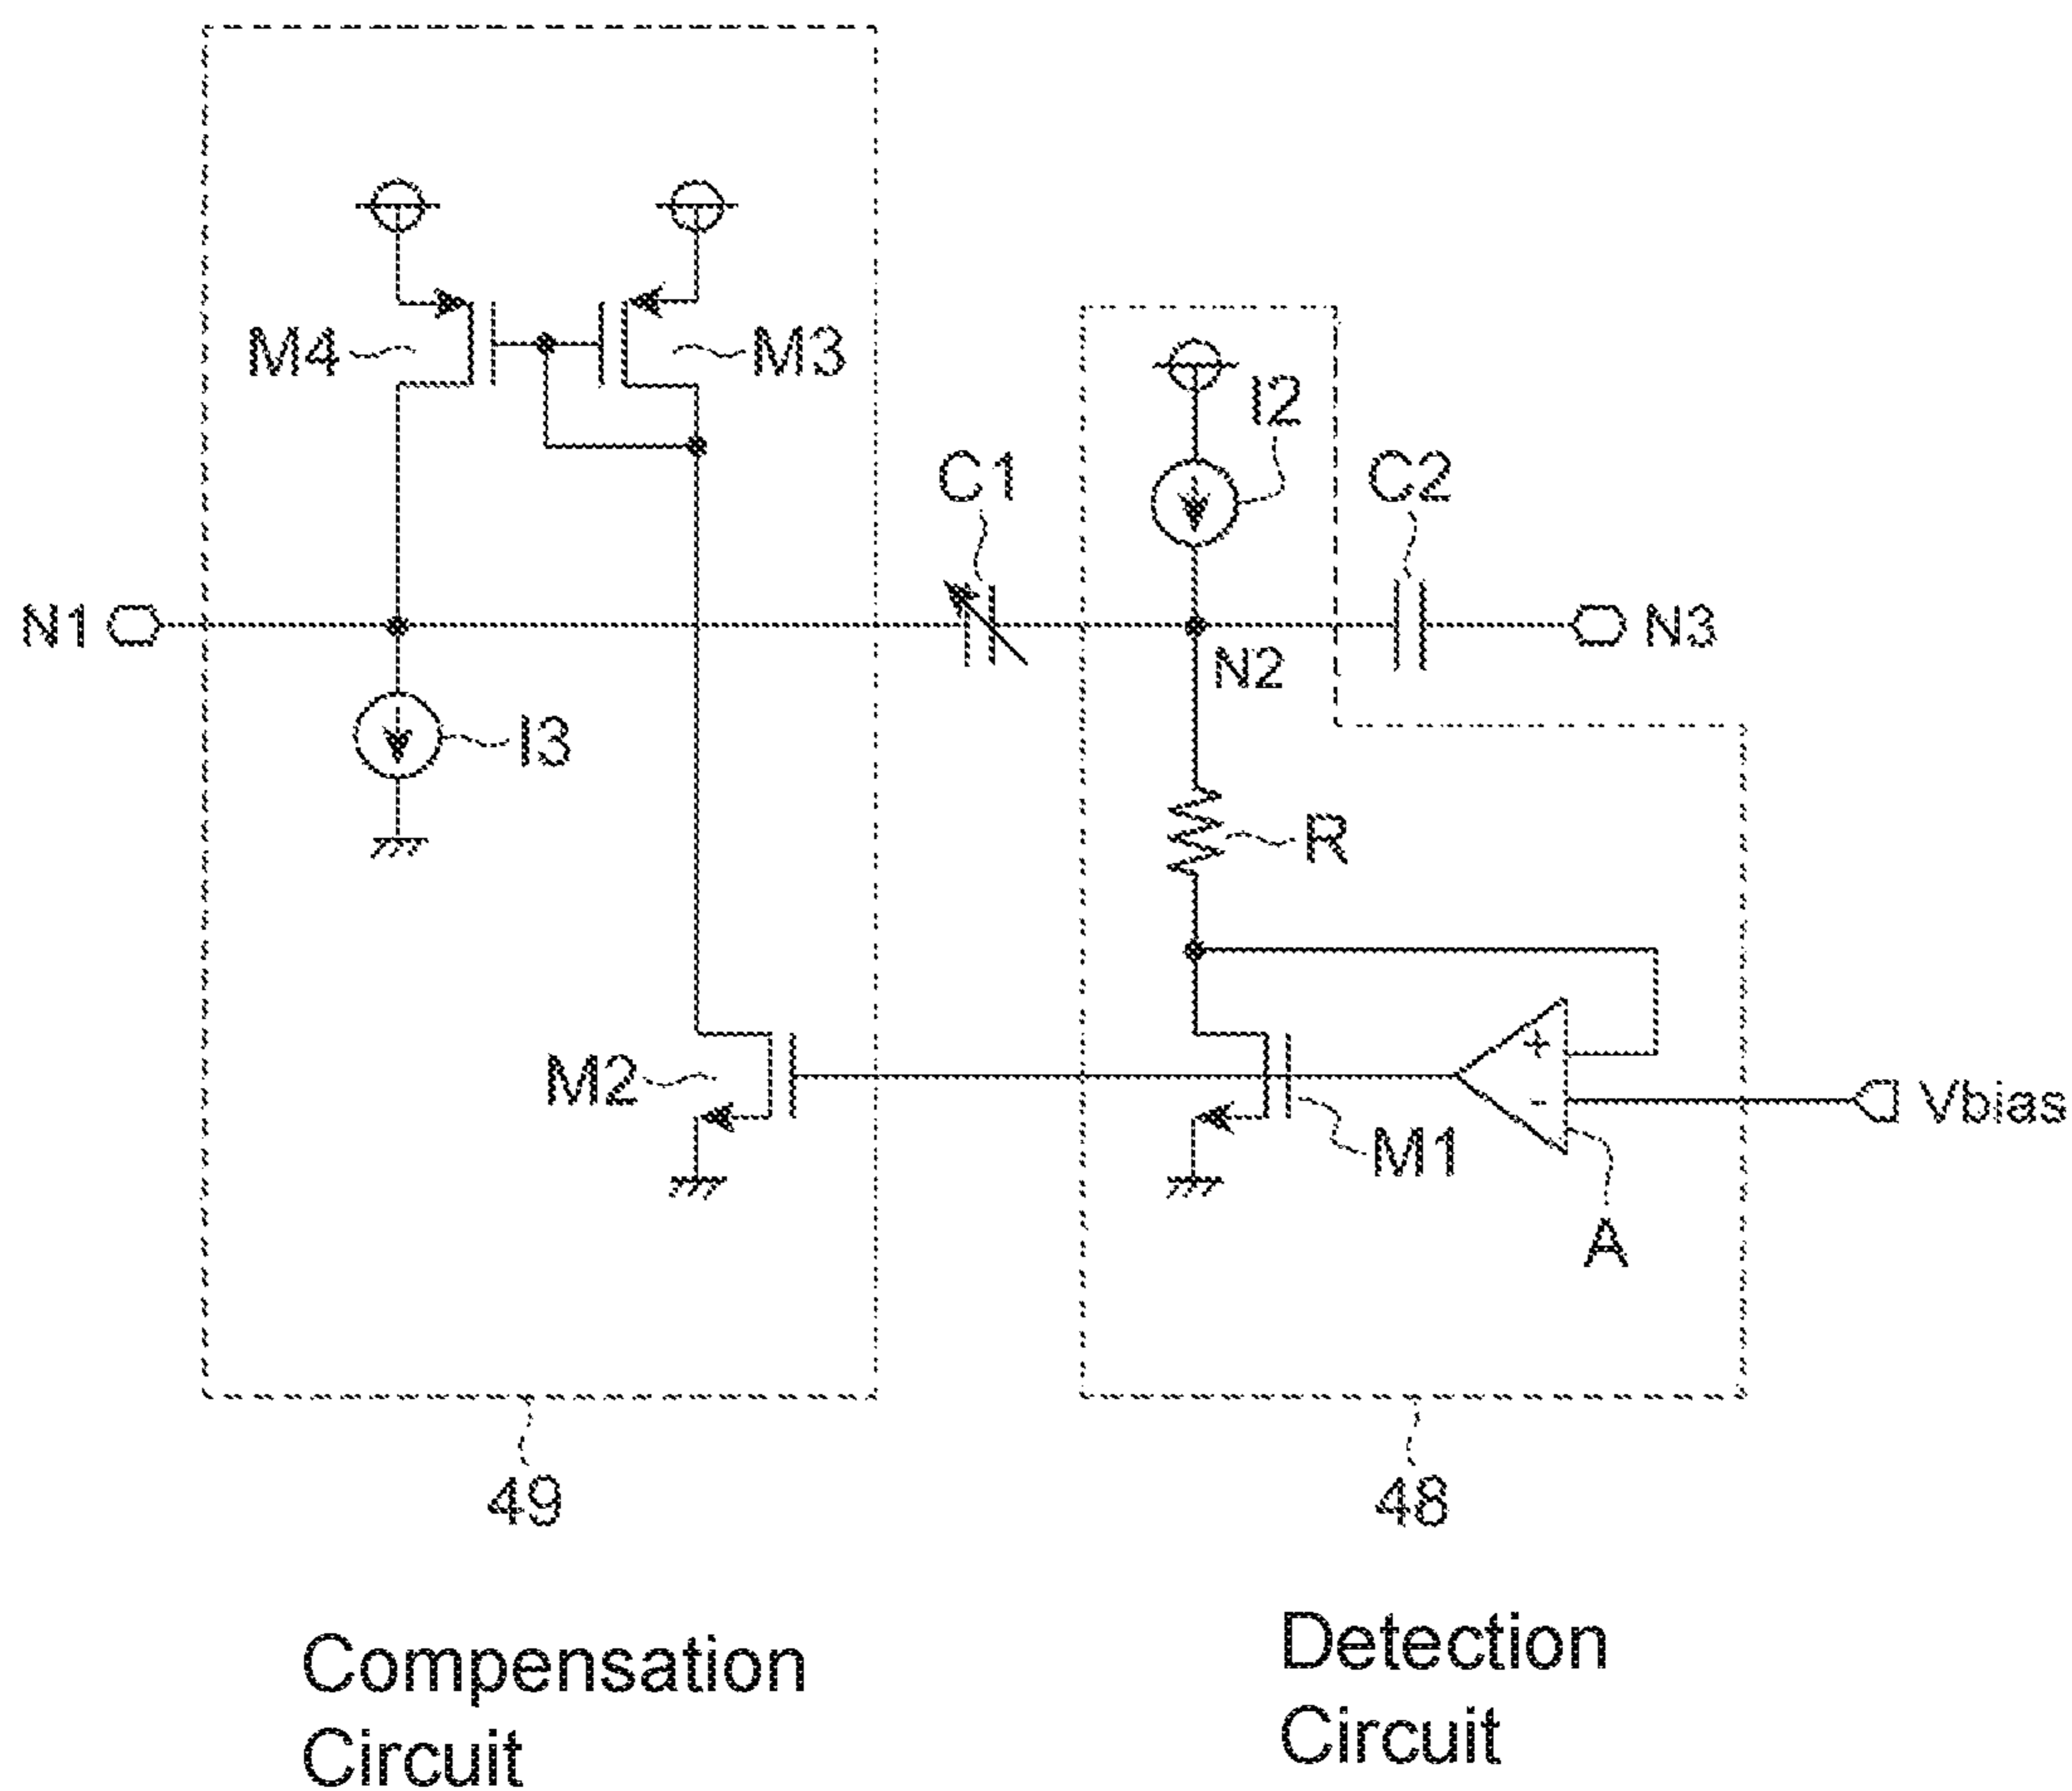 M4
M3
I2
C1
C2
N1
N2
N3
I3
R
M2
M1
+
-
Vbias
A
49
48
Compensation
Circuit
Detection
Circuit